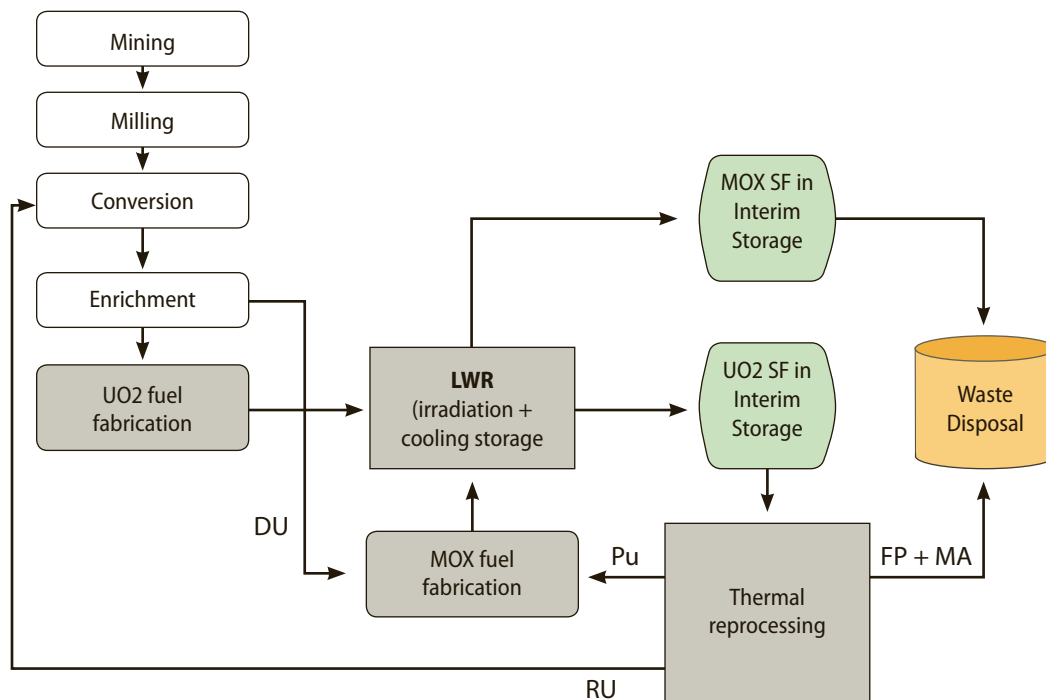 Mining
Milling
Conversion
Enrichment
UO2 fuel
fabrication
DU
LWR
(irradiation +
cooling storage
MOX fuel
fabrication
MOX SF in
Interim
Storage
UO2 SF in
Interim
Storage
Waste
Disposal
Pu
FP + MA
Thermal
reprocessing
RU